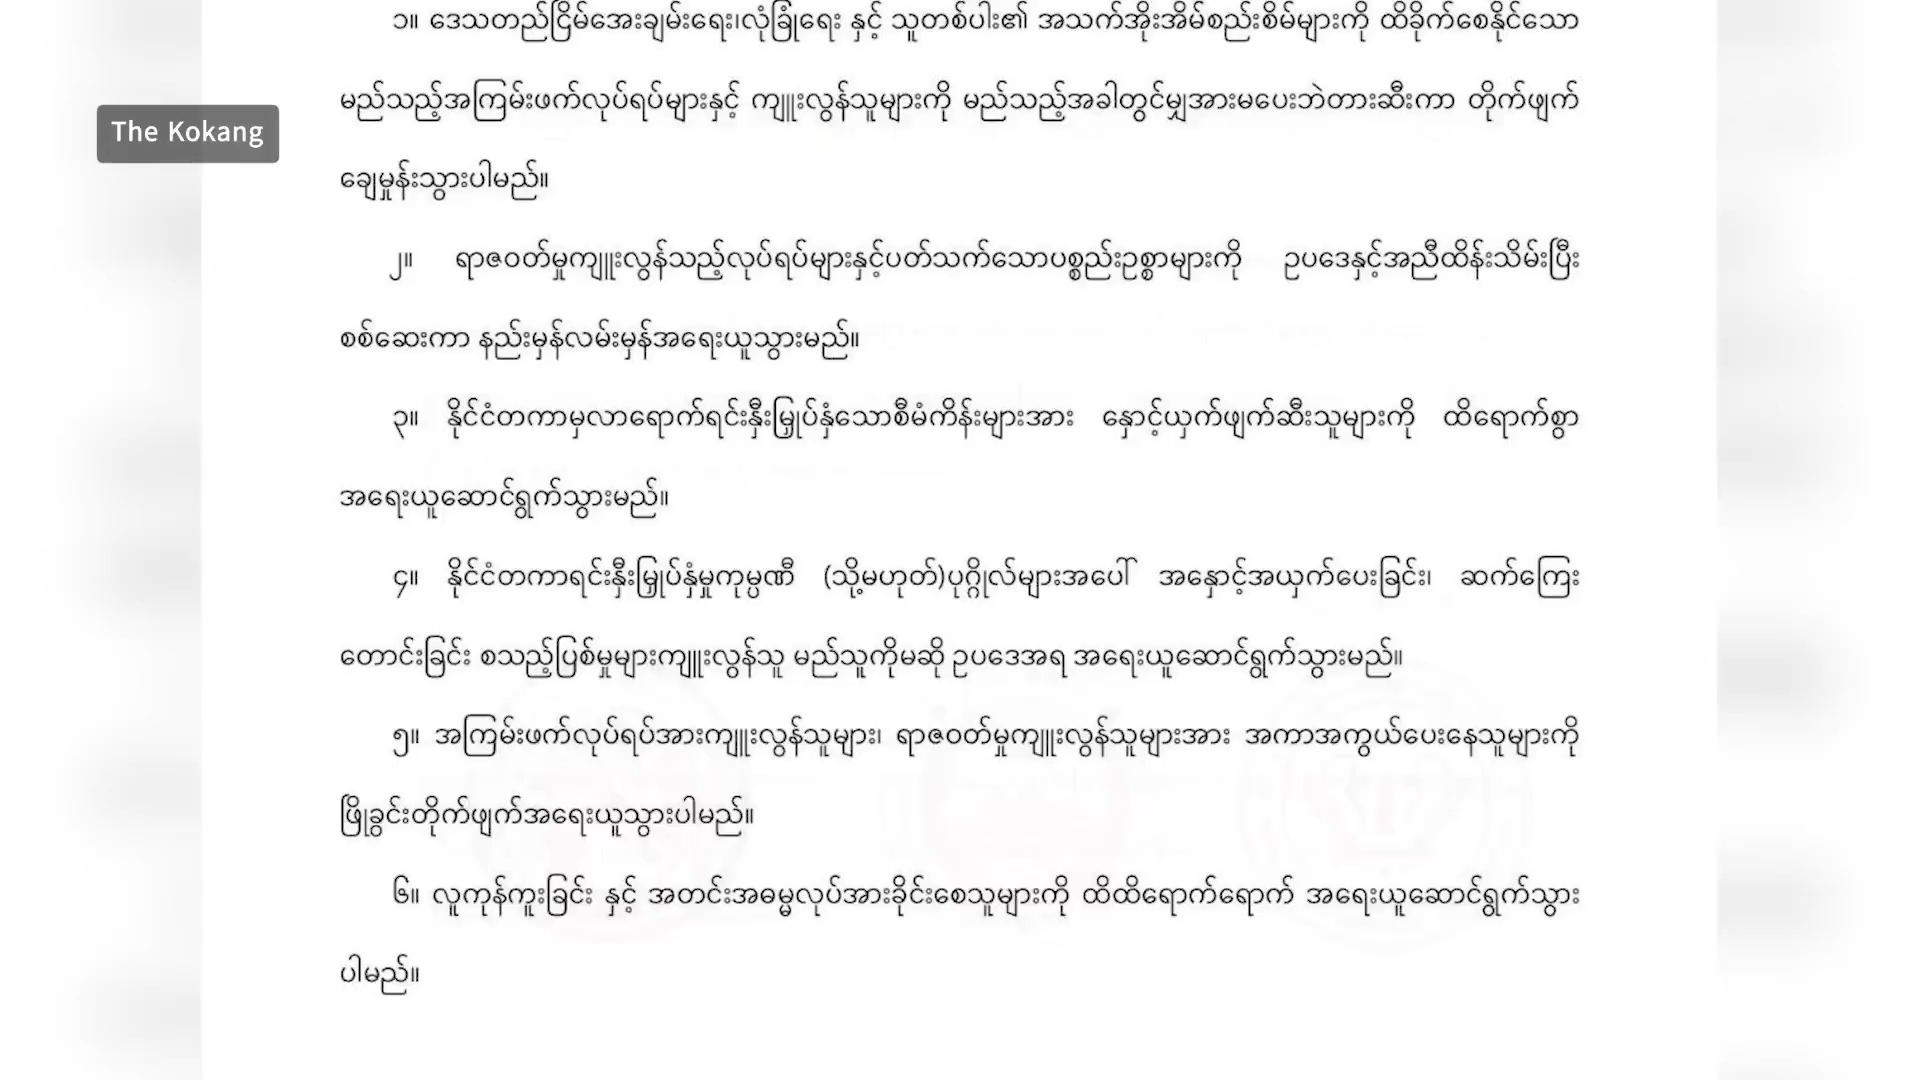 ၁။ ဒေသတည်ငြိမ်အေးချမ်းရေး၊လုံခြုံရေး နှင့် သူတစ်ပါး၏ အသက်အိုးအိမ်စည်းစိမ်များကို ထိခိုက်စေနိုင်သော
မည်သည့်အကြမ်းဖက်လုပ်ရပ်များနှင့် ကျူးလွန်သူများကို မည်သည့်အခါတွင်မျှအားမပေးဘဲတားဆီးကာ တိုက်ဖျက်
The Kokang
ချေမှုန်းသွားပါမည်။
၂။ ရာဇဝတ်မှုကျူးလွန်သည့်လုပ်ရပ်များနှင့်ပတ်သက်သောပစ္စည်းဥစ္စာများကို ဥပဒေနှင့်အညီထိန်းသိမ်းပြီး
စစ်ဆေးကာ နည်းမှန်လမ်းမှန်အရေးယူသွားမည်။
၃။ နိုင်ငံတကာမှလာရောက်ရင်းနှီးမြှုပ်နှံသောစီမံကိန်းများအား နှောင့်ယှက်ဖျက်ဆီးသူများကို ထိရောက်စွာ
အရေးယူဆောင်ရွက်သွားမည်။
၄။ နိုင်ငံတကာရင်းနှီးမြှုပ်နှံမှုကုမ္ပဏီ (သို့မဟုတ်)ပုဂ္ဂိုလ်များအပေါ် အနှောင့်အယှက်ပေးခြင်း၊ ဆက်ကြေး
တောင်းခြင်း စသည့်ပြစ်မှုများကျူးလွန်သူ မည်သူကိုမဆို ဥပဒေအရ အရေးယူဆောင်ရွက်သွားမည်။
၅။ အကြမ်းဖက်လုပ်ရပ်အားကျူးလွန်သူများ၊ ရာဇဝတ်မှုကျူးလွန်သူများအား အကာအကွယ်ပေးနေသူများကို
ဖြိုခွင်းတိုက်ဖျက်အရေးယူသွားပါမည်။
၆။ လူကုန်ကူးခြင်း နှင့် အတင်းအဓမ္မလုပ်အားခိုင်းစေသူများကို ထိထိရောက်ရောက် အရေးယူဆောင်ရွက်သွား
ပါမည်။